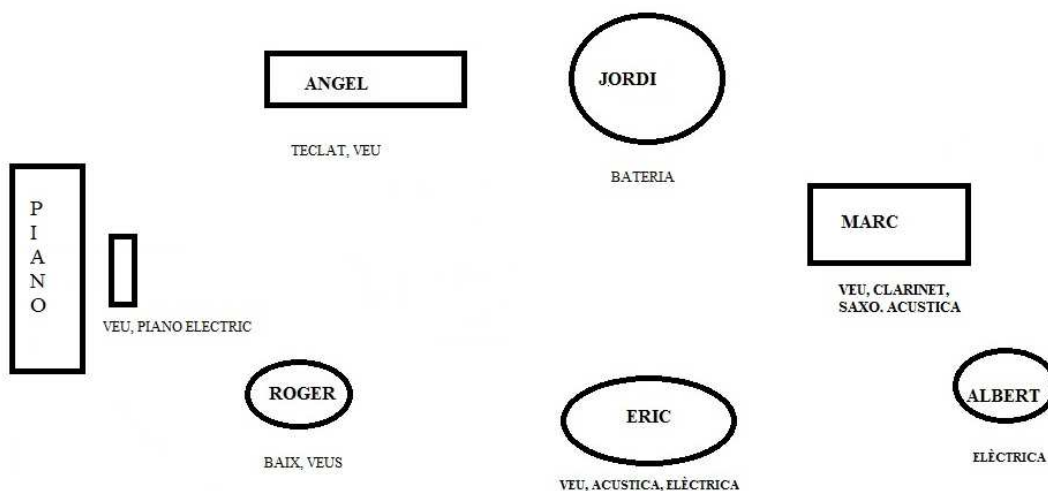 ANGEL
TECLAT, VEU
JORDI
BATERIA
PIANO
VEU, PIANO ELECTRIC
MARC
VEU, CLARINET,
SAXO. ACUSTICA
ROGER
BAIX, VEUS
ERIC
VEU, ACUSTICA, ELÈCTRICA
ALBERT
ELÈCTRICA